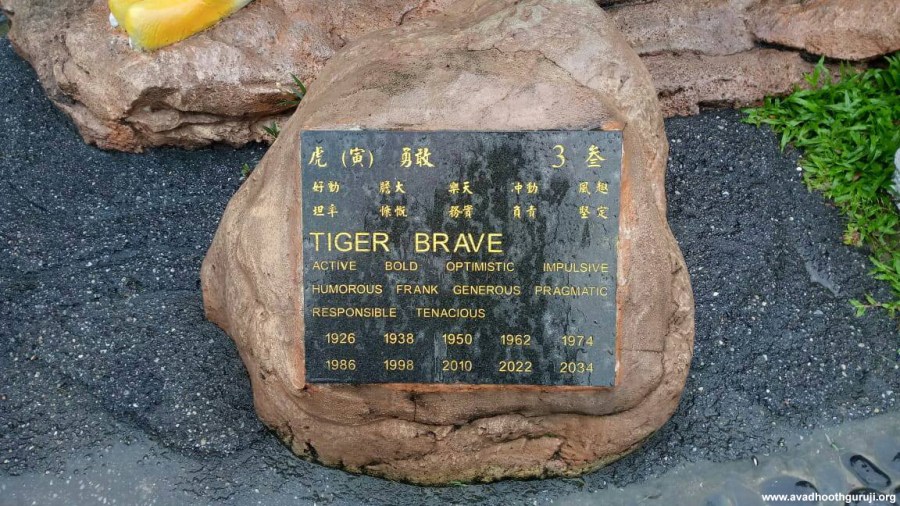 虎 (寅) 勇敢 3 叁
好動 膽大 樂天 冲動 風趣
坦率 慷慨 務實 負責 堅定
TIGER BRAVE
ACTIVE BOLD OPTIMISTIC IMPULSIVE
HUMOROUS FRANK GENEROUS PRAGMATIC
RESPONSIBLE TENACIOUS
1926 1938 1950 1962 1974
1986 1998 2010 2022 2034
www.avadhoothguruji.org